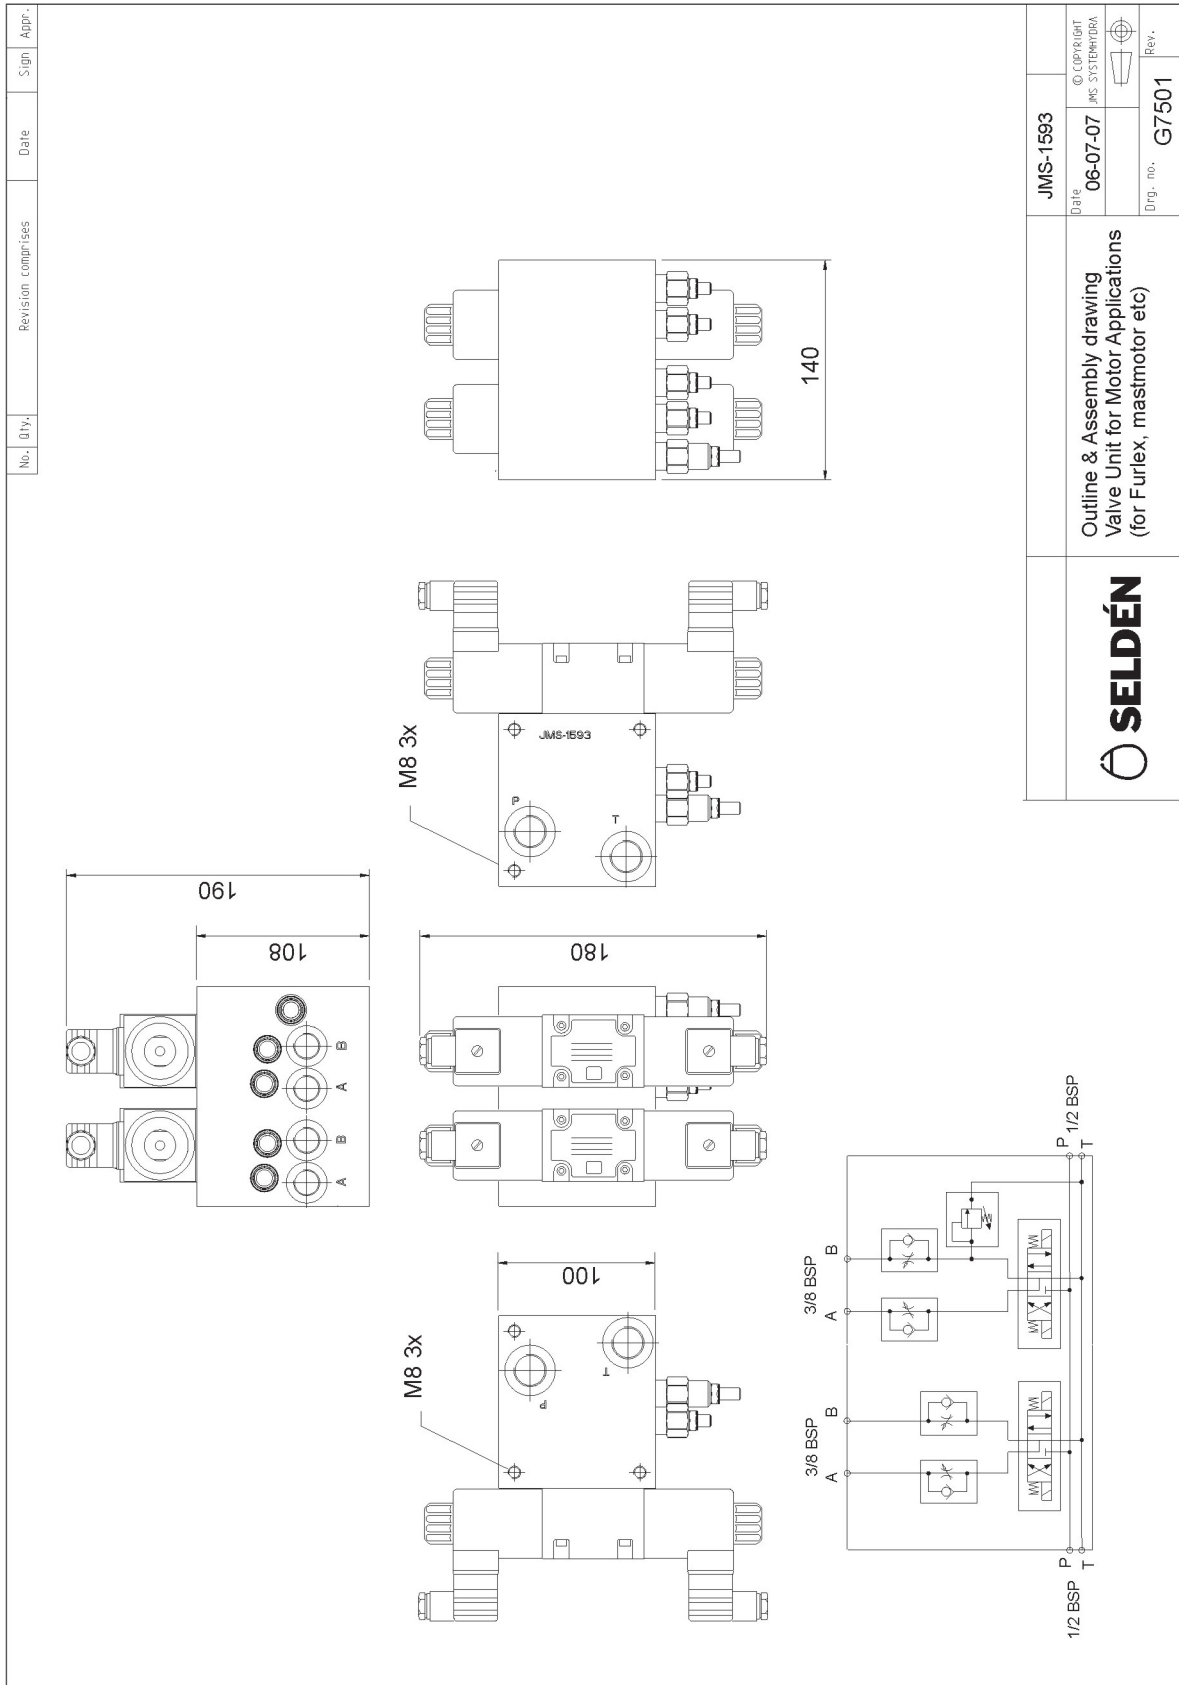 No.
Qty.
Revision comprises
Date
Sign
Appr.
190
108
A
B
A
B
M8 3x
100
P
T
180
M8 3x
JMS-1593
P
T
140
3/8 BSP
A
B
3/8 BSP
A
B
P
1/2 BSP
T
P 1/2 BSP
T
SELDÉN
Outline & Assembly drawing
Valve Unit for Motor Applications
(for Furlex, mastmotor etc)
JMS-1593
Date
06-07-07
© COPYRIGHT
JMS SYSTEMHYDRA
Drg. no.
G7501
Rev.